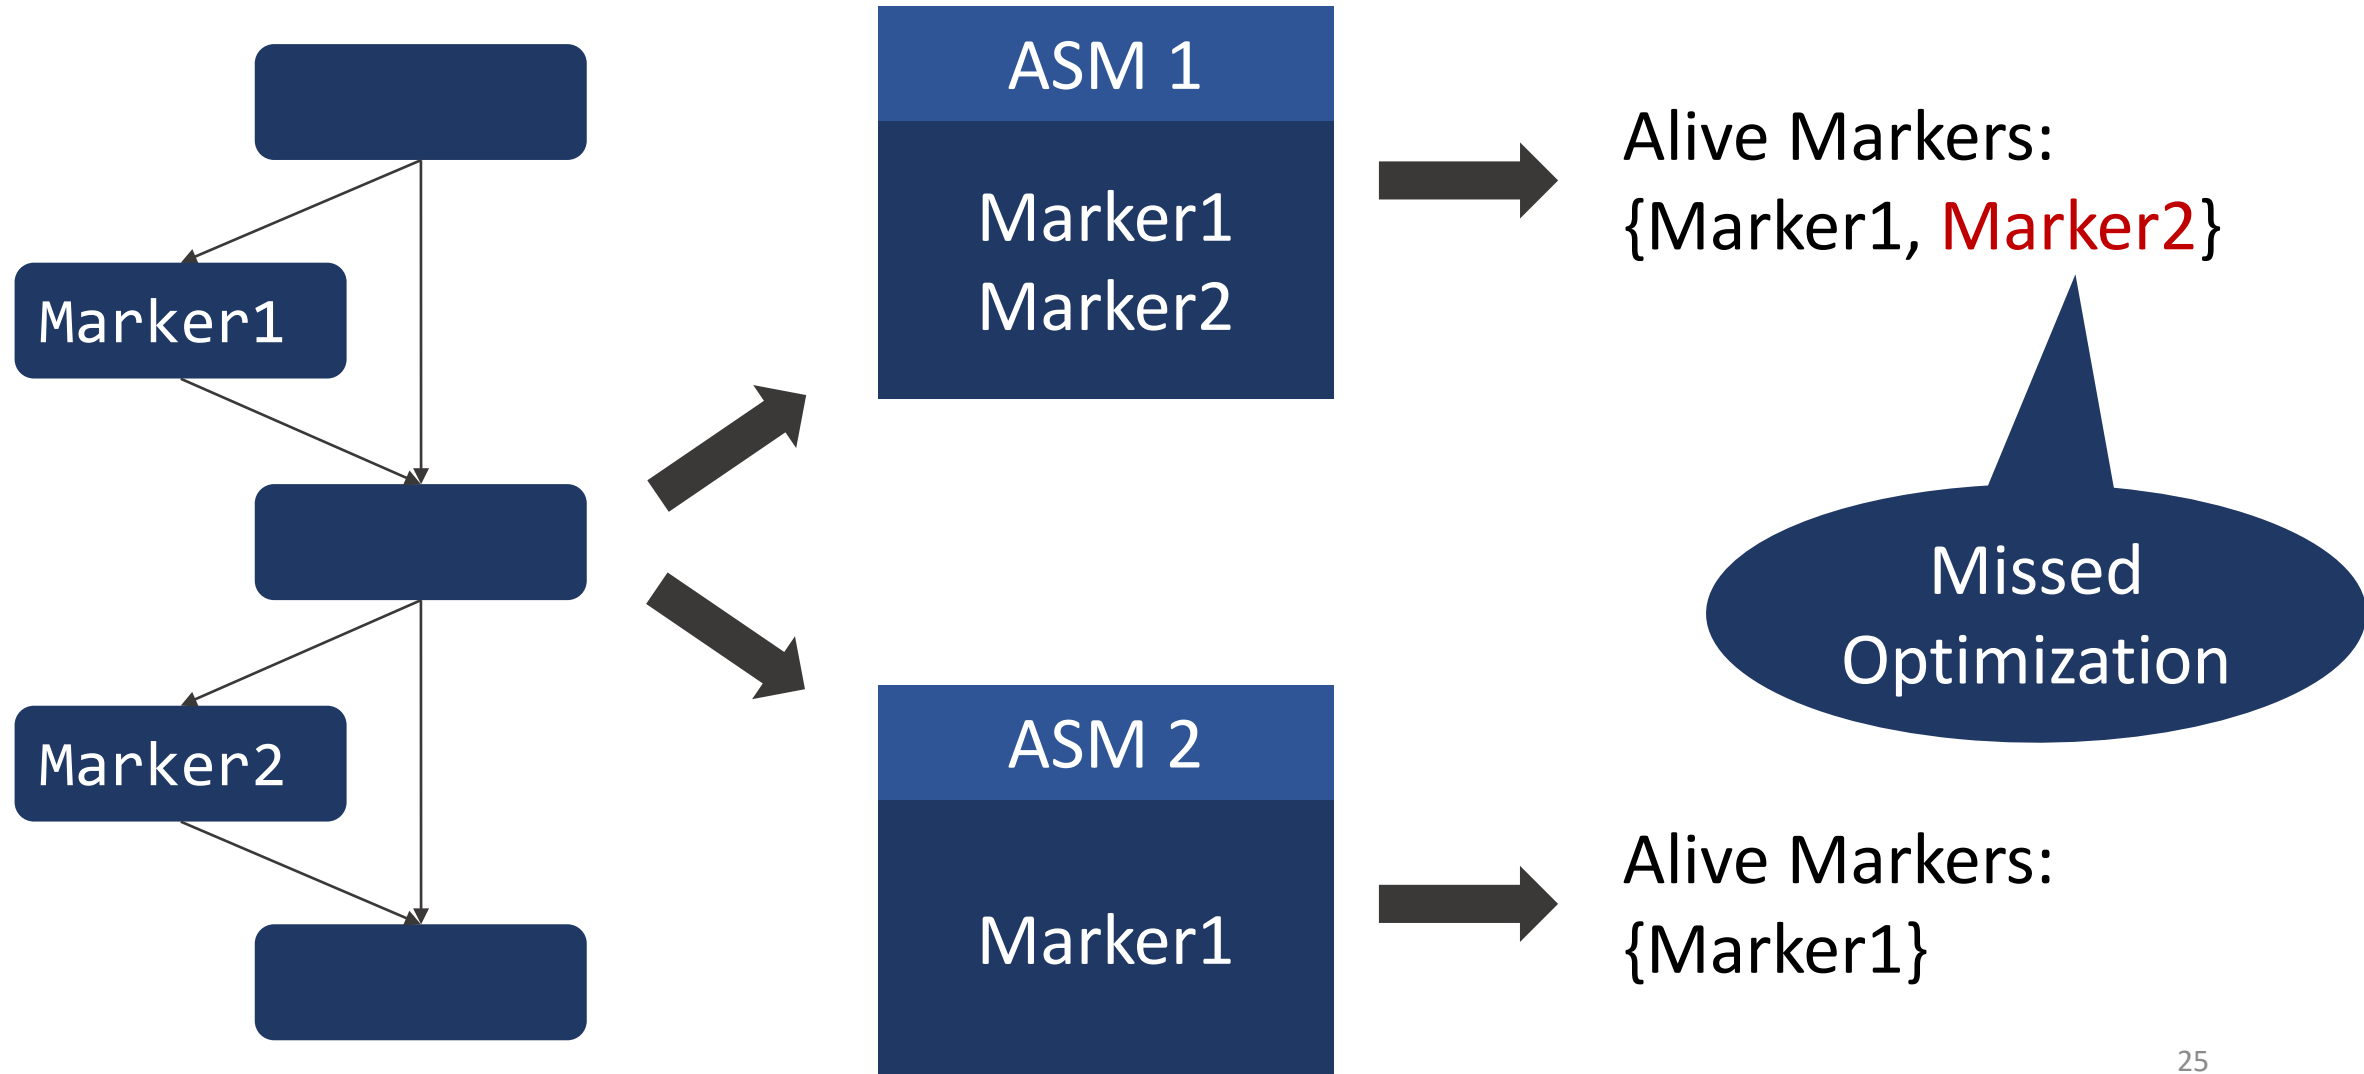 Marker1
Marker2
ASM 1
Marker1
Marker2
Alive Markers:
{Marker1, Marker2}
Missed
Optimization
ASM 2
Marker1
Alive Markers:
{Marker1}
25